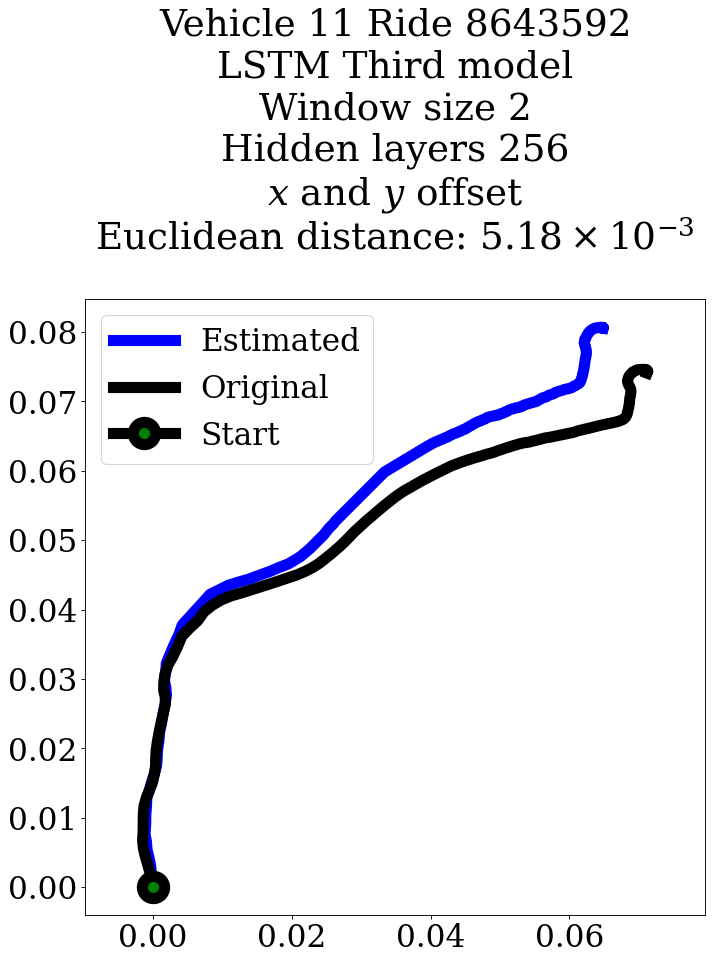 Vehicle 11 Ride 8643592
LSTM Third model
Window size 2
Hidden layers 256
x and y offset
Euclidean distance: 5.18 × 10⁻³
Estimated
Original
Start
0.08
0.07
0.06
0.05
0.04
0.03
0.02
0.01
0.00
0.00 0.02 0.04 0.06